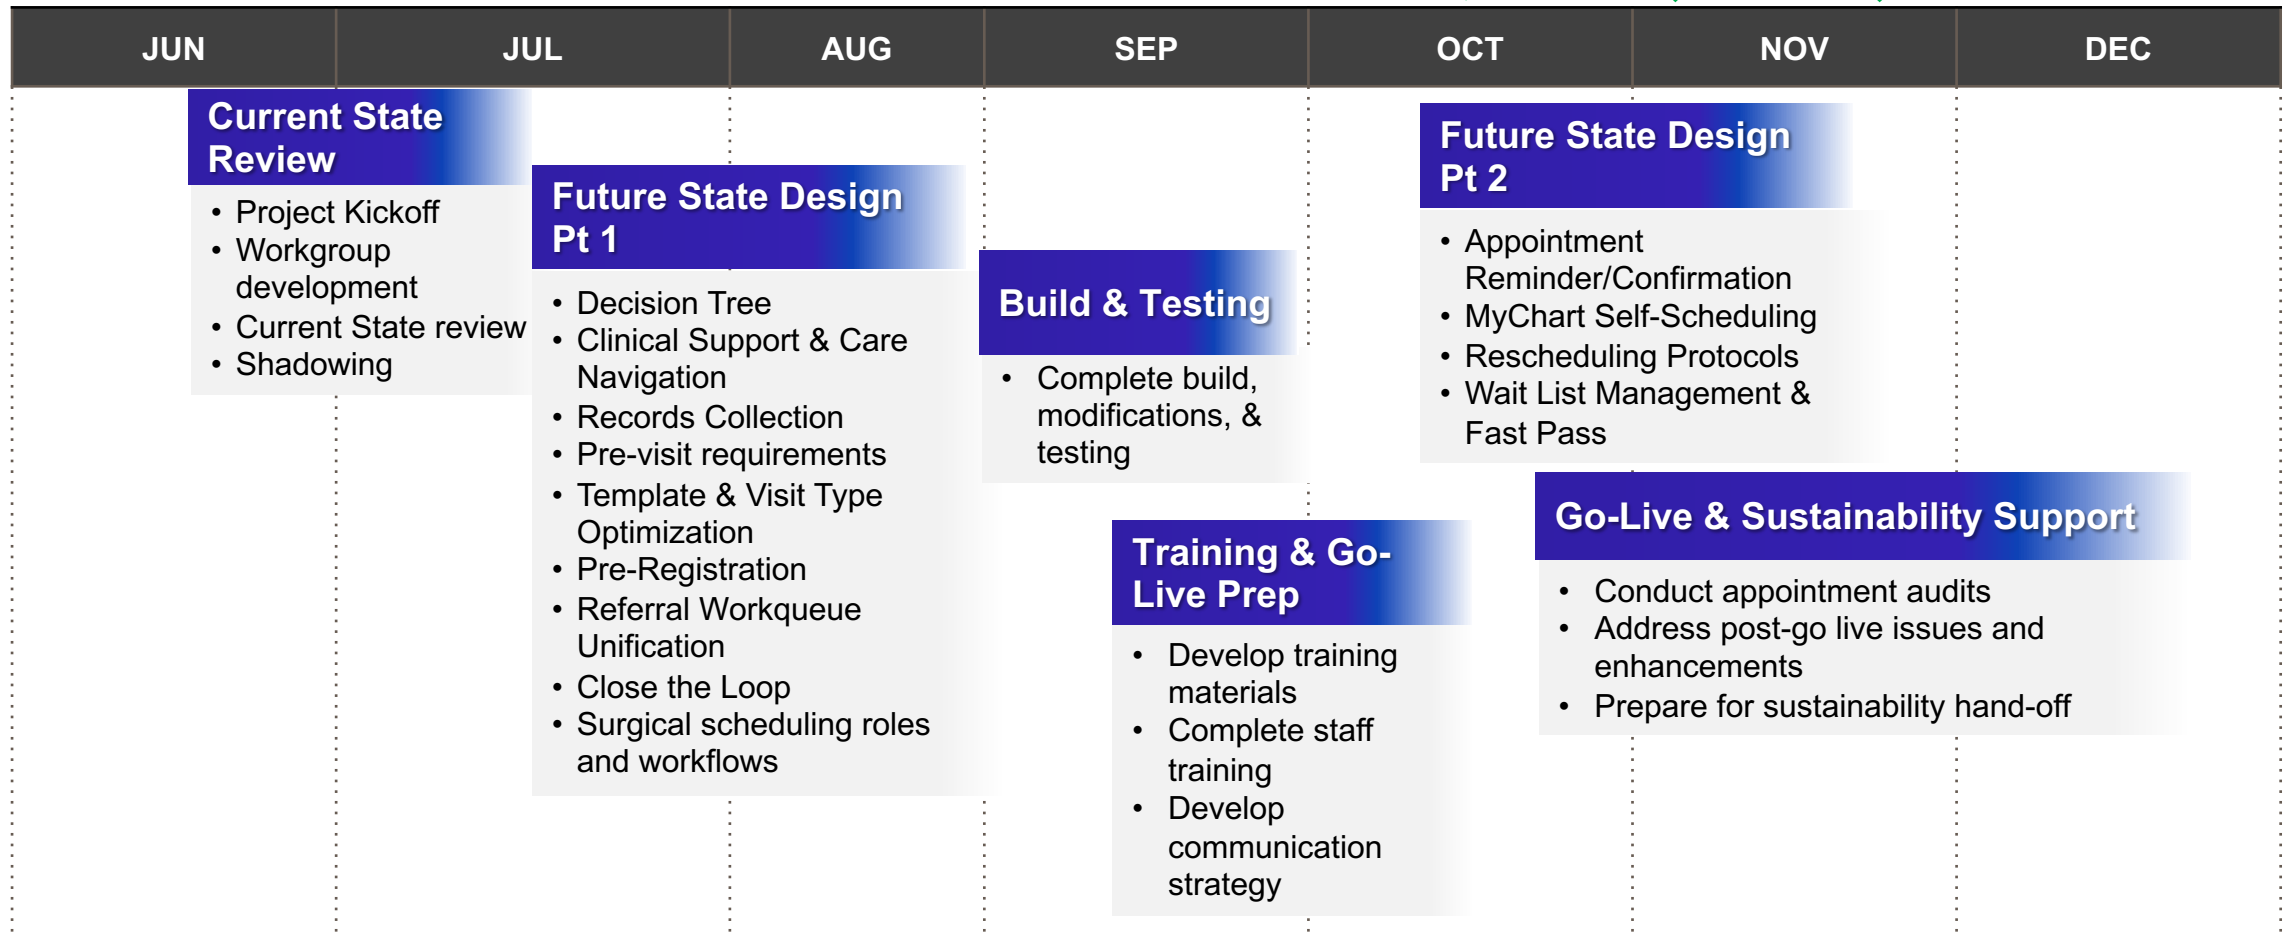 JUN JUL AUG SEP OCT NOV DEC
Current State
Review
• Project Kickoff
• Workgroup
development
• Current State review
• Shadowing
Future State Design
Pt 1
• Decision Tree
• Clinical Support & Care
Navigation
• Records Collection
• Pre-visit requirements
• Template & Visit Type
Optimization
• Pre-Registration
• Referral Workqueue
Unification
• Close the Loop
• Surgical scheduling roles
and workflows
Build & Testing
• Complete build,
modifications, &
testing
Training & Go-
Live Prep
• Develop training
materials
• Complete staff
training
• Develop
communication
strategy
Future State Design
Pt 2
• Appointment
Reminder/Confirmation
• MyChart Self-Scheduling
• Rescheduling Protocols
• Wait List Management &
Fast Pass
Go-Live & Sustainability Support
• Conduct appointment audits
• Address post-go live issues and
enhancements
• Prepare for sustainability hand-off